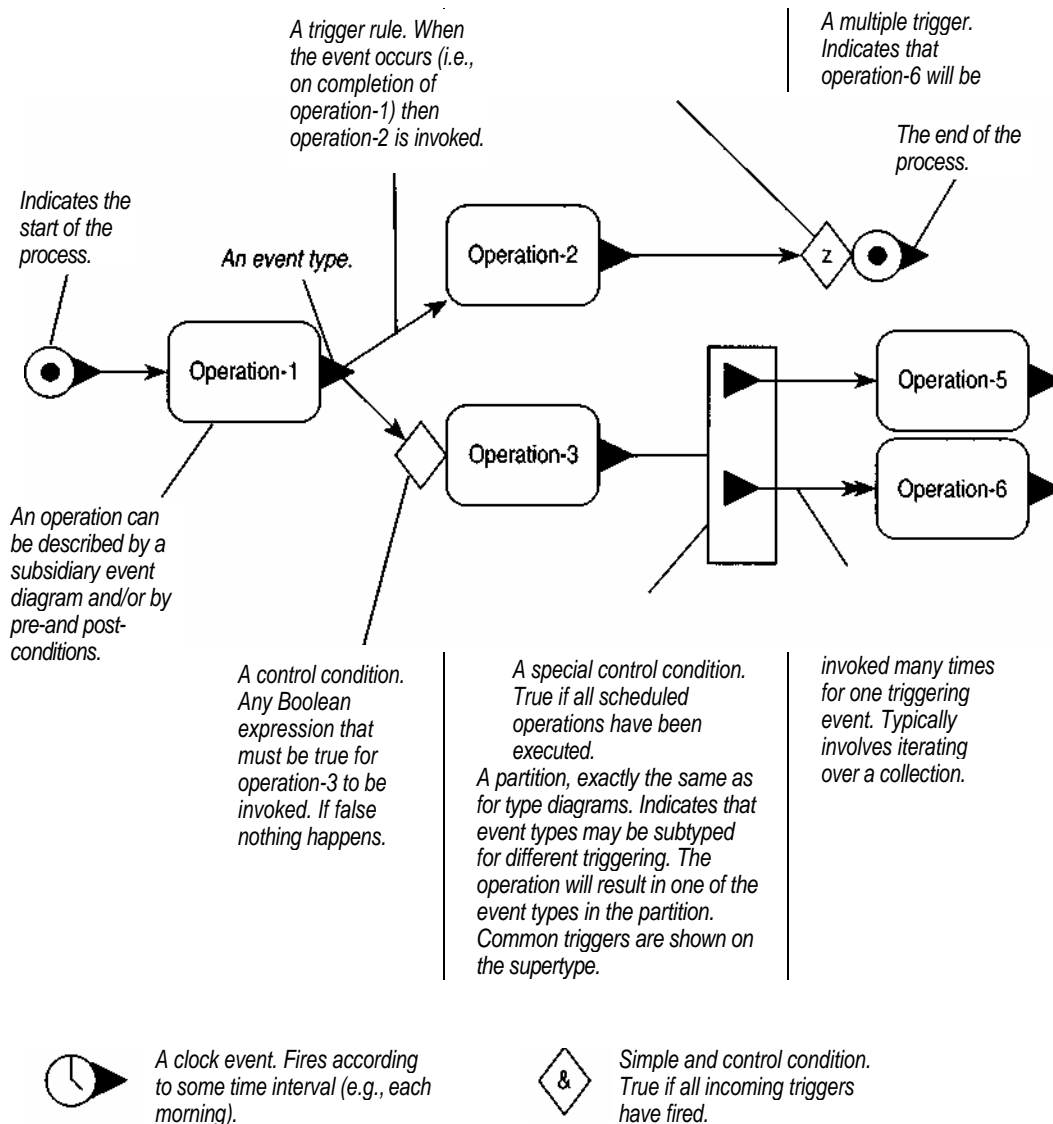 A trigger rule. When
the event occurs (i.e.,
on completion of
operation-1) then
operation-2 is invoked.
A multiple trigger.
Indicates that
operation-6 will be
The end of the
process.
Indicates the
start of the
process.
An event type.
Operation-2
z
Operation-1
Operation-5
Operation-3
Operation-6
An operation can
be described by a
subsidiary event
diagram and/or by
pre-and post-
conditions.
A control condition.
Any Boolean
expression that
must be true for
operation-3 to be
invoked. If false
nothing happens.
A special control condition.
True if all scheduled
operations have been
executed.
A partition, exactly the same as
for type diagrams. Indicates that
event types may be subtyped
for different triggering. The
operation will result in one of the
event types in the partition.
Common triggers are shown on
the supertype.
invoked many times
for one triggering
event. Typically
involves iterating
over a collection.
A clock event. Fires according
to some time interval (e.g., each
morning).
&
Simple and control condition.
True if all incoming triggers
have fired.